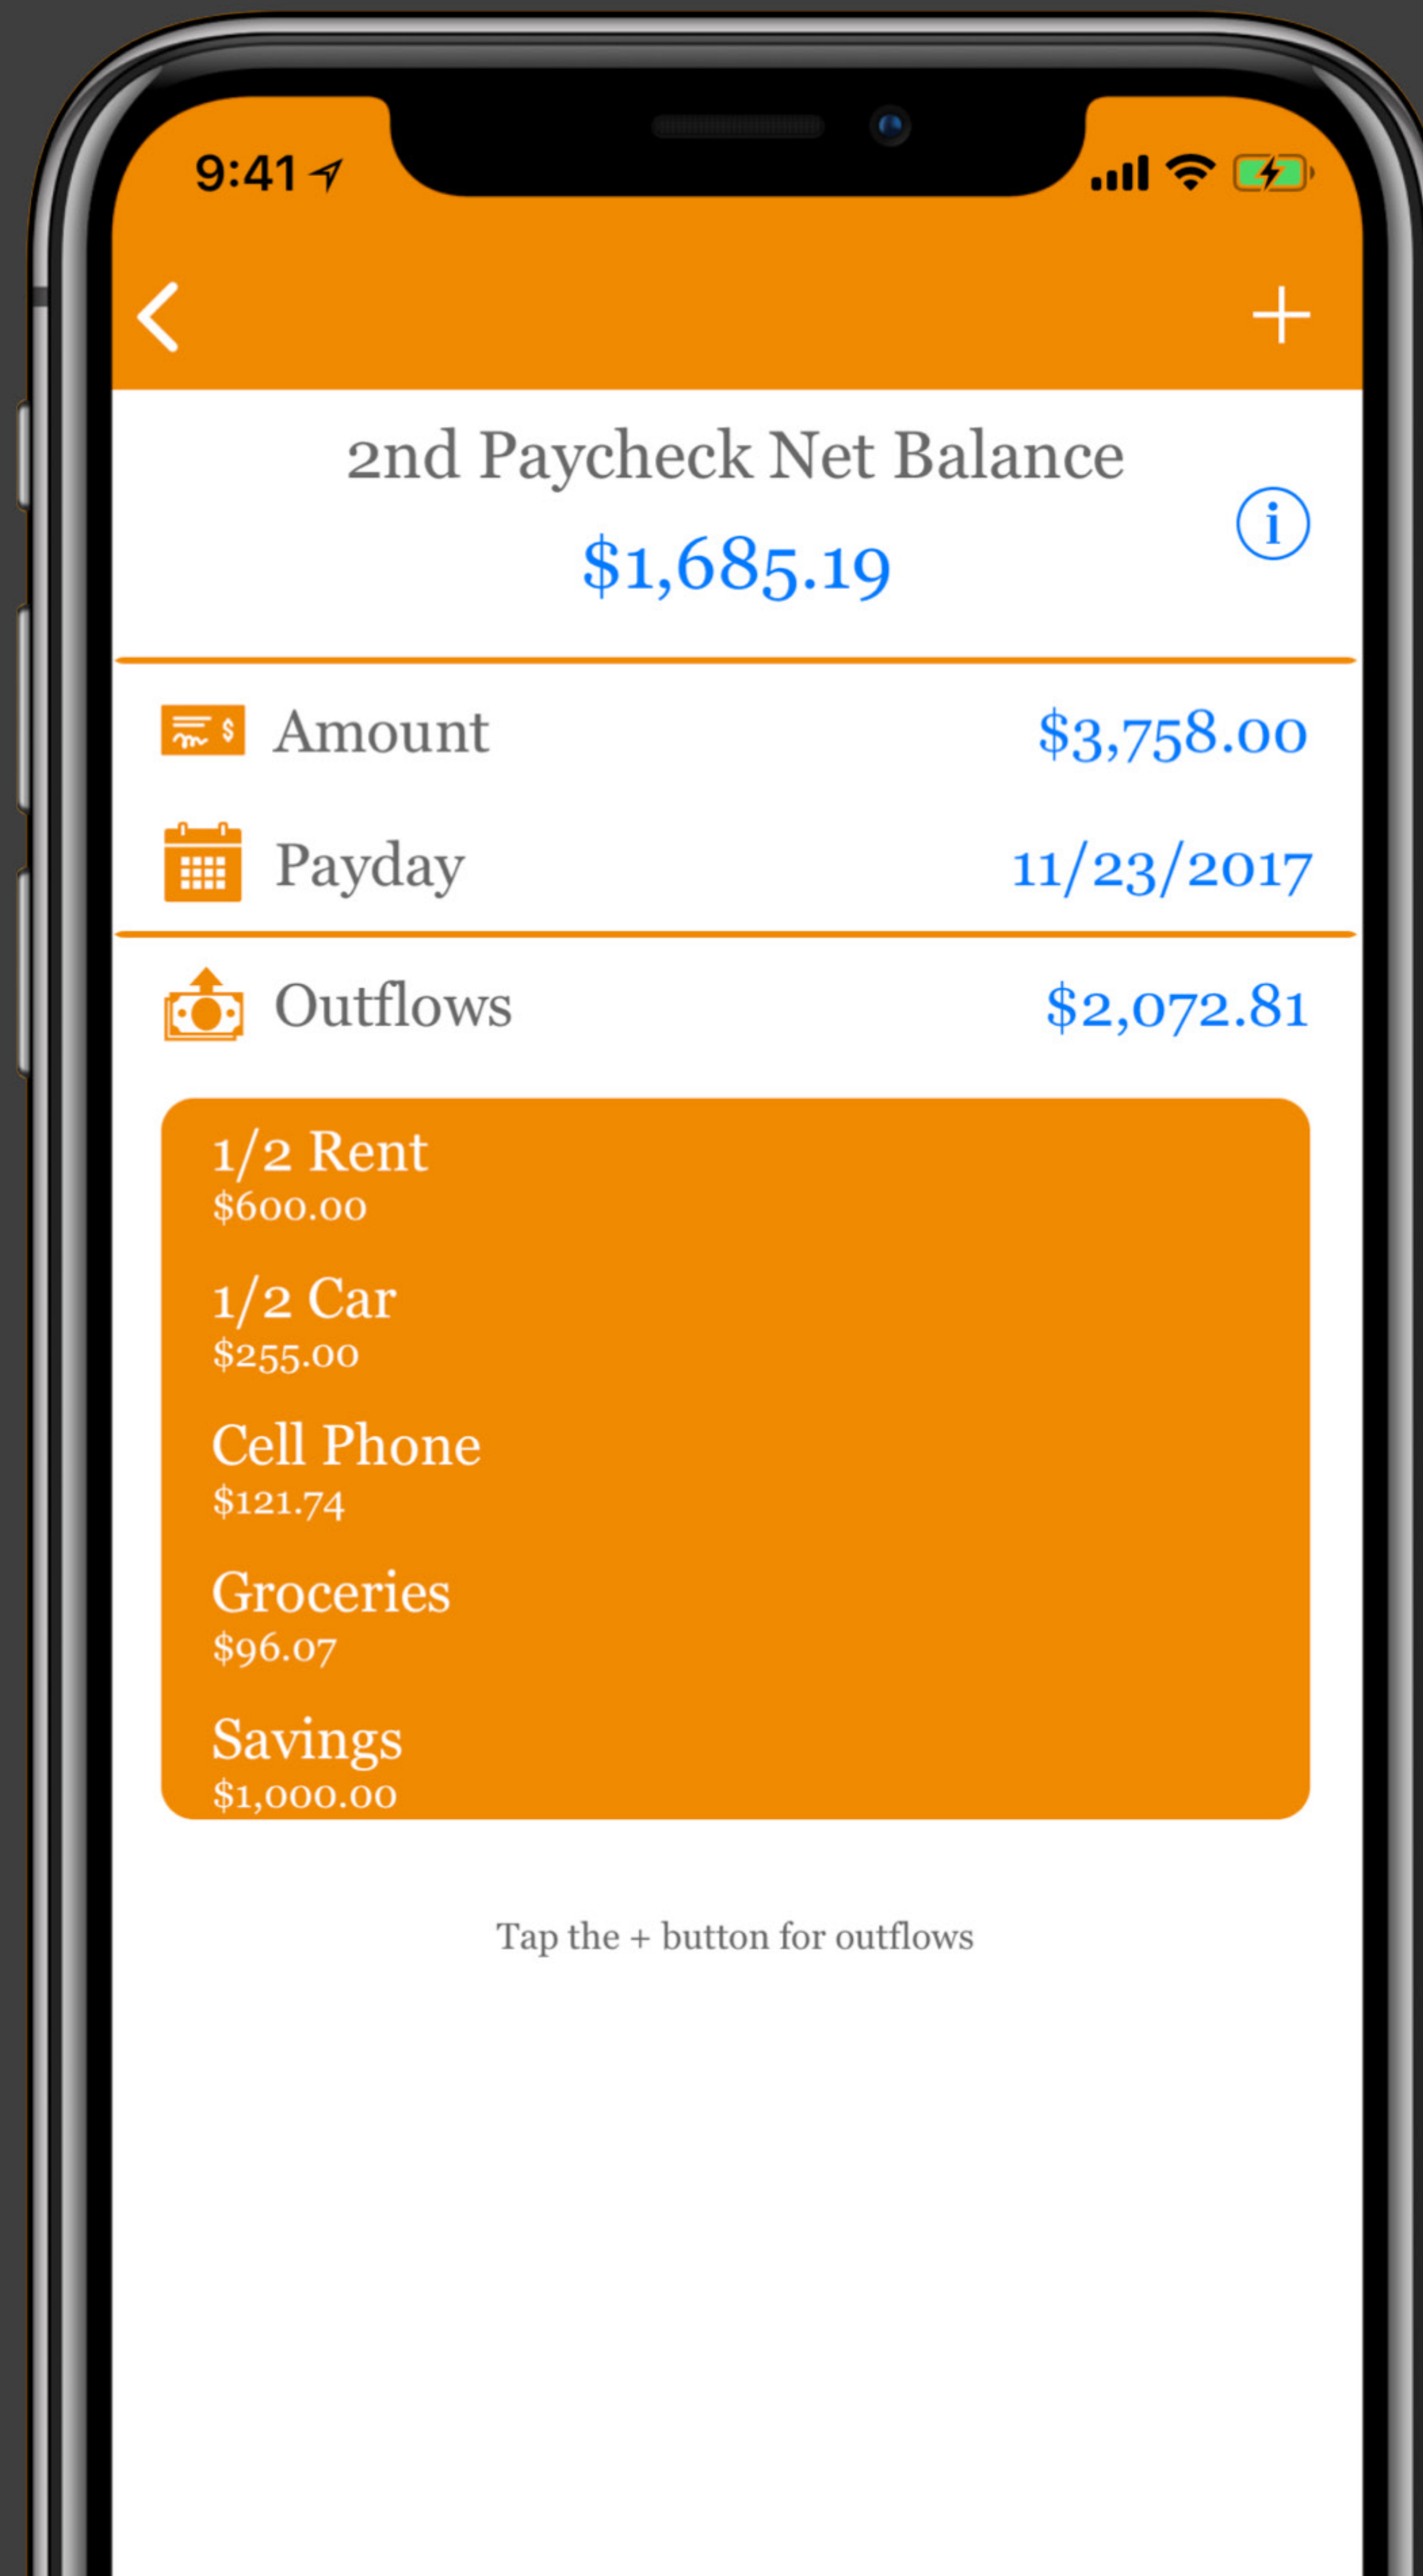 9:41
2nd Paycheck Net Balance
$1,685.19
i
$
Amount
$3,758.00
Payday
11/23/2017
Outflows
$2,072.81
1/2 Rent
$600.00
1/2 Car
$255.00
Cell Phone
$121.74
Groceries
$96.07
Savings
$1,000.00
Tap the + button for outflows